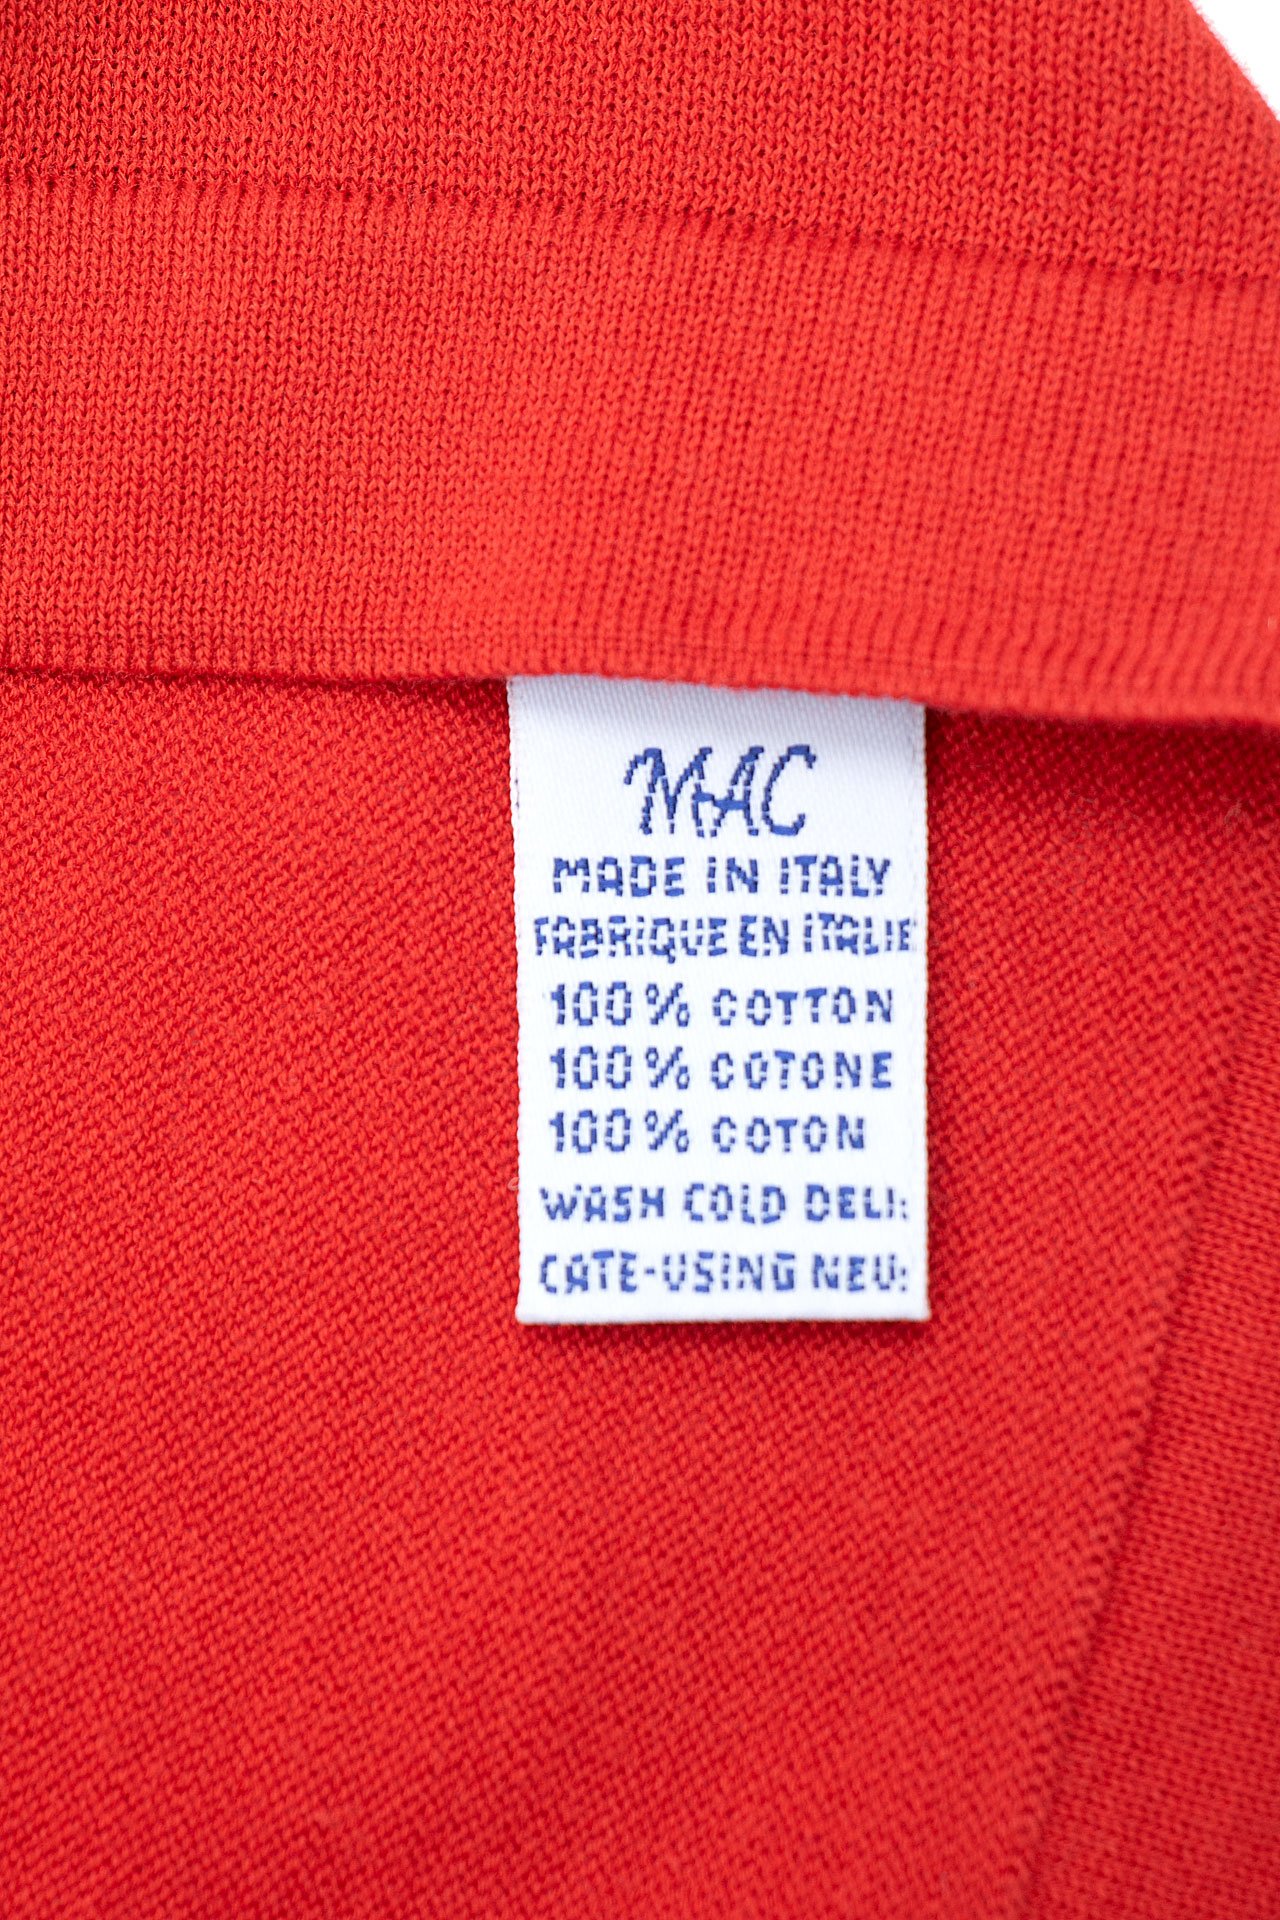 MAC
MADE IN ITALY
FABRIQUE EN ITALIE
100% COTTON
100% COTONE
100% COTON
WASH COLD DELI:
CATE-USING NEU: